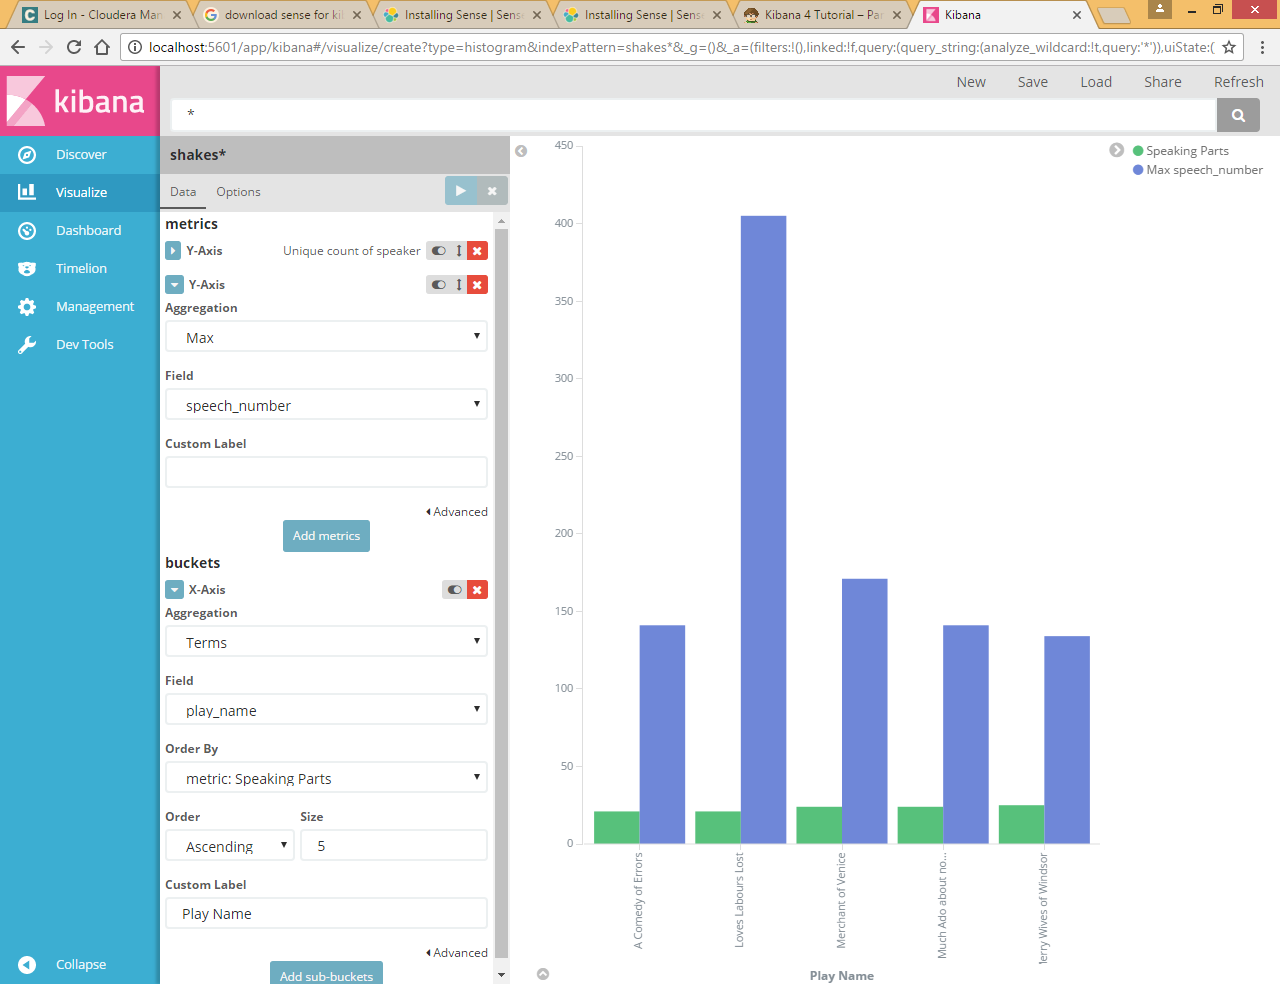 Log In - Cloudera Man
download sense for ki
Installing Sense | Sens
Installing Sense | Sens
Kibana 4 Tutorial – Par
Kibana
localhost:5601/app/kibana#/visualize/create?type=histogram&indexPattern=shakes*&_g=()&_a=(filters:!(),linked:!f,query:(query_string:(analyze_wildcard:!t,query:'*')),uiState:(
kibana
New Save Load Share Refresh
*
Discover
Visualize
Dashboard
Timelion
Management
Dev Tools
Collapse
shakes*
Data Options
metrics
Y-Axis Unique count of speaker
Y-Axis
Aggregation
Max
Field
speech_number
Custom Label
Advanced
Add metrics
buckets
X-Axis
Aggregation
Terms
Field
play_name
Order By
metric: Speaking Parts
Order Size
Ascending 5
Custom Label
Play Name
Advanced
Add sub-buckets
450
400
350
300
250
200
150
100
50
0
A Comedy of Errors
Loves Labours Lost
Merchant of Venice
Much Ado about no...
erry Wives of Windsor
Play Name
Speaking Parts
Max speech_number